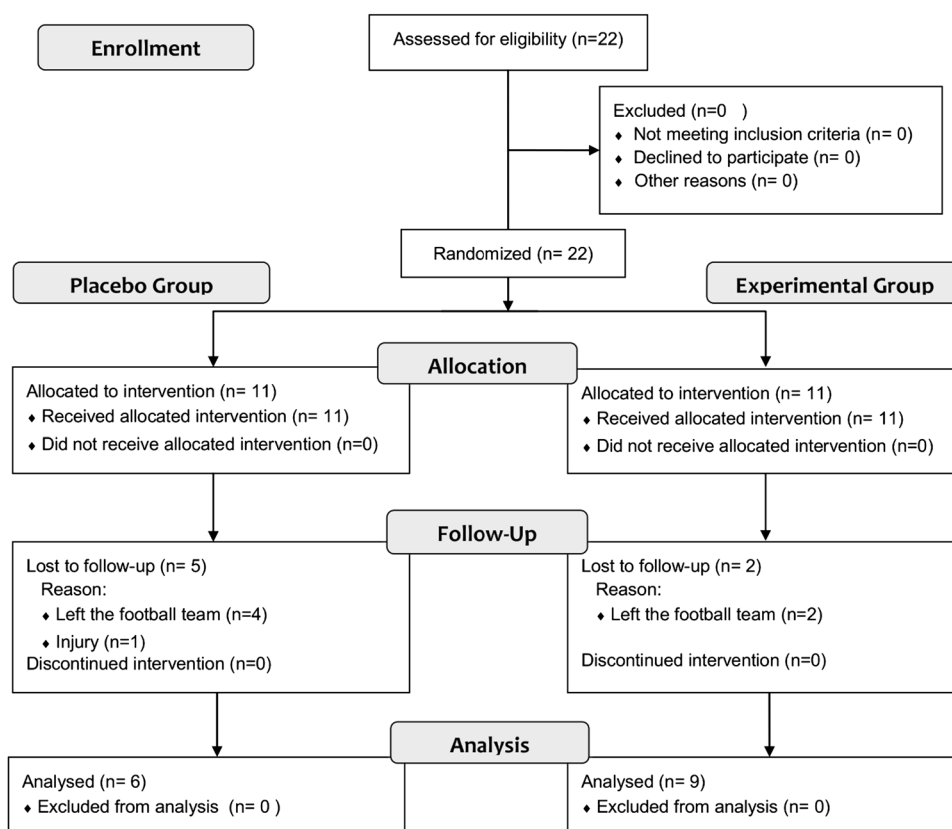 Enrollment
Assessed for eligibility (n=22)
Excluded (n=0 )
♦ Not meeting inclusion criteria (n= 0)
♦ Declined to participate (n= 0)
♦ Other reasons (n= 0)
Randomized (n= 22)
Placebo Group
Experimental Group
Allocation
Allocated to intervention (n= 11)
♦ Received allocated intervention (n= 11)
♦ Did not receive allocated intervention (n=0)
Allocated to intervention (n= 11)
♦ Received allocated intervention (n= 11)
♦ Did not receive allocated intervention (n=0)
Follow-Up
Lost to follow-up (n= 5)
Reason:
♦ Left the football team (n=4)
♦ Injury (n=1)
Discontinued intervention (n=0)
Lost to follow-up (n= 2)
Reason:
♦ Left the football team (n=2)
Discontinued intervention (n=0)
Analysis
Analysed (n= 6)
♦ Excluded from analysis (n= 0 )
Analysed (n= 9)
♦ Excluded from analysis (n= 0)